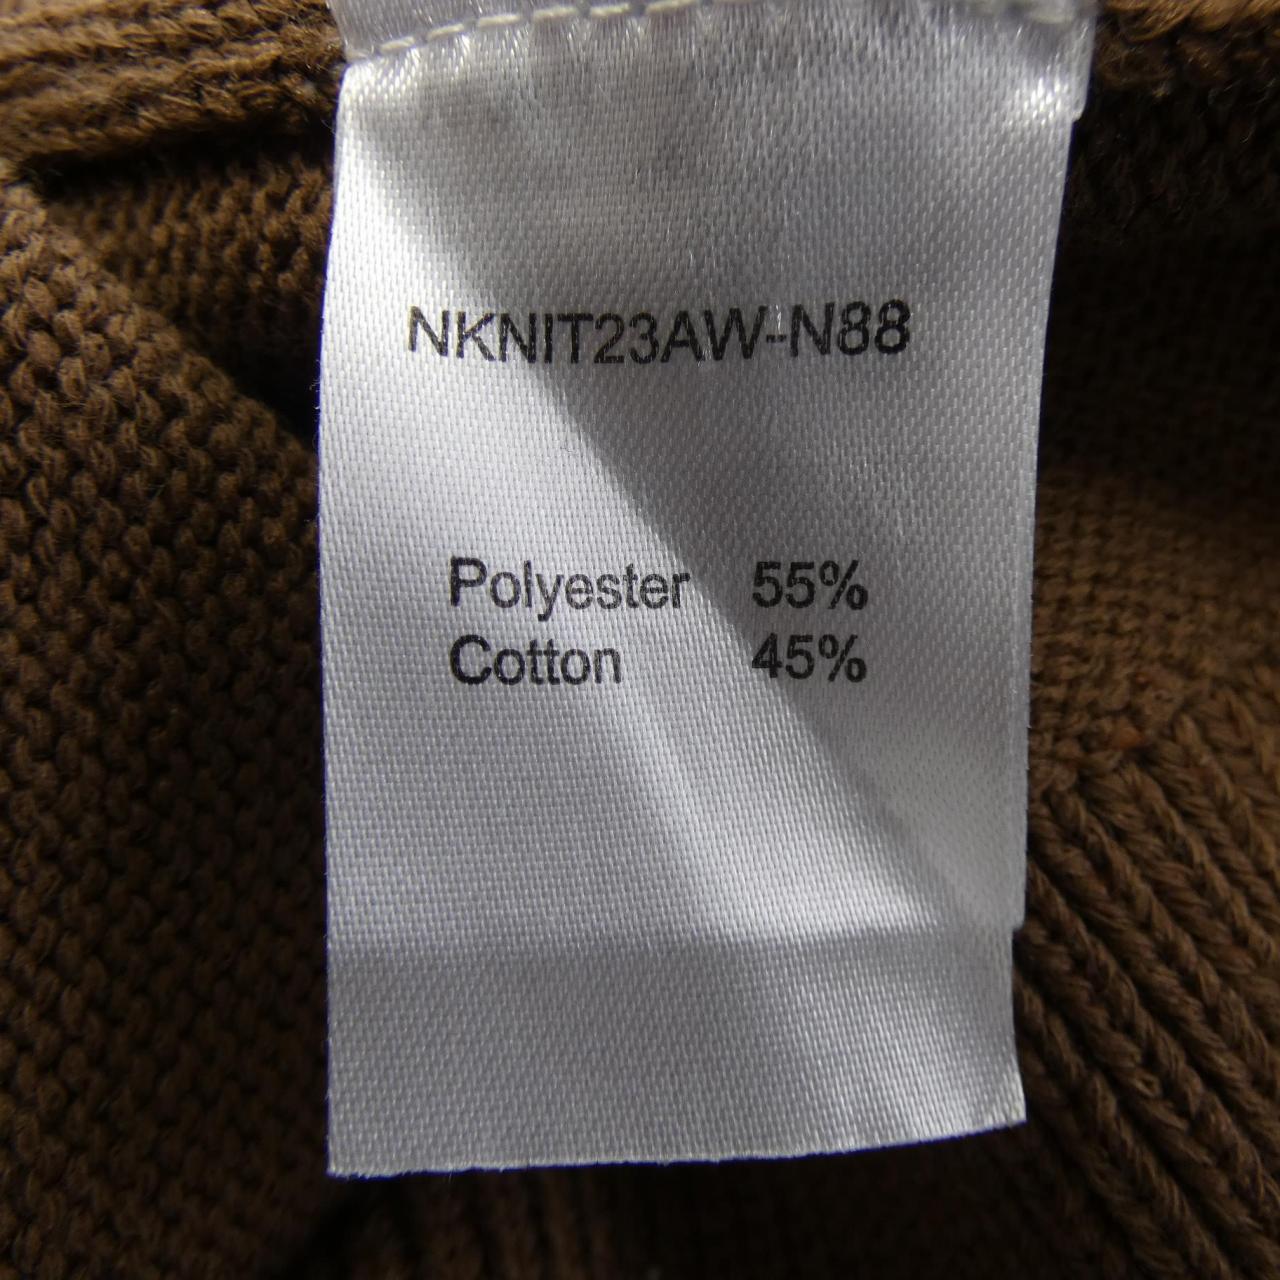 NKNIT23AW-N88
Polyester 55%
Cotton 45%